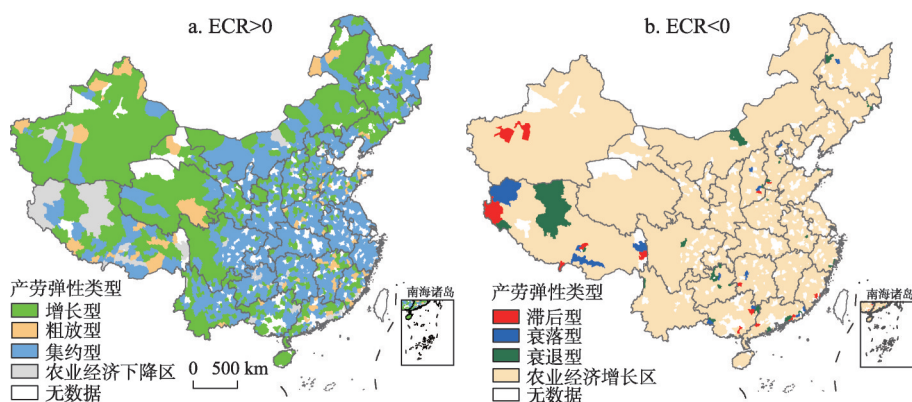 a. ECR>0
产劳弹性类型
增长型
粗放型
集约型
农业经济下降区
无数据
0 500 km
南海诸岛
b. ECR<0
产劳弹性类型
滞后型
衰落型
衰退型
农业经济增长区
无数据
南海诸岛